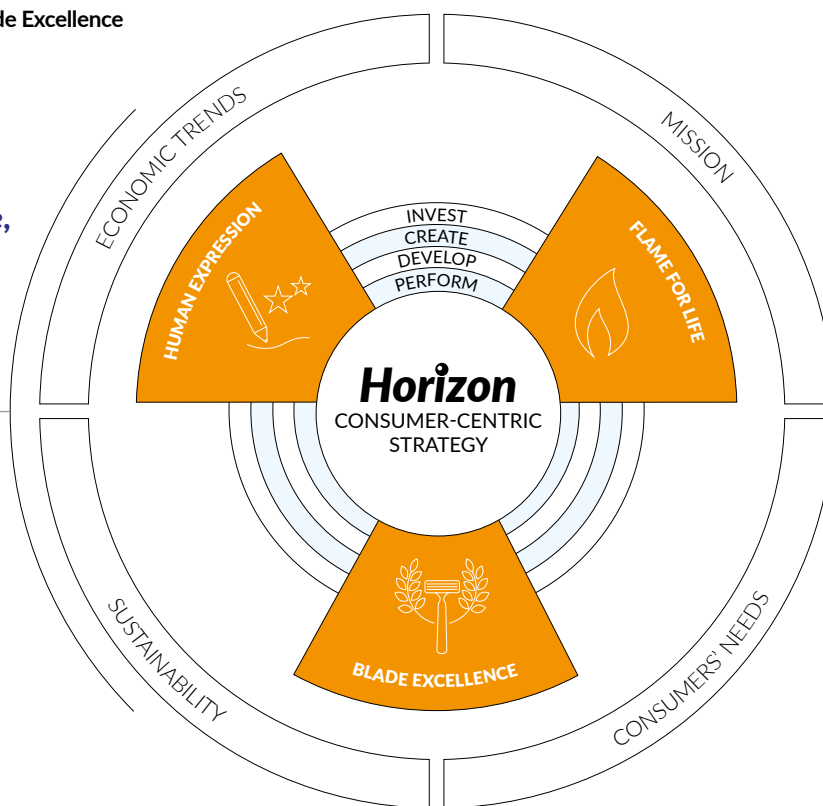 de Excellence
ECONOMIC TRENDS
MISSION
INVEST
CREATE
DEVELOP
PERFORM
HUMAN EXPRESSION
FLAME FOR LIFE
Horizon
CONSUMER-CENTRIC
STRATEGY
BLADE EXCELLENCE
SUSTAINABILITY
CONSUMERS' NEEDS